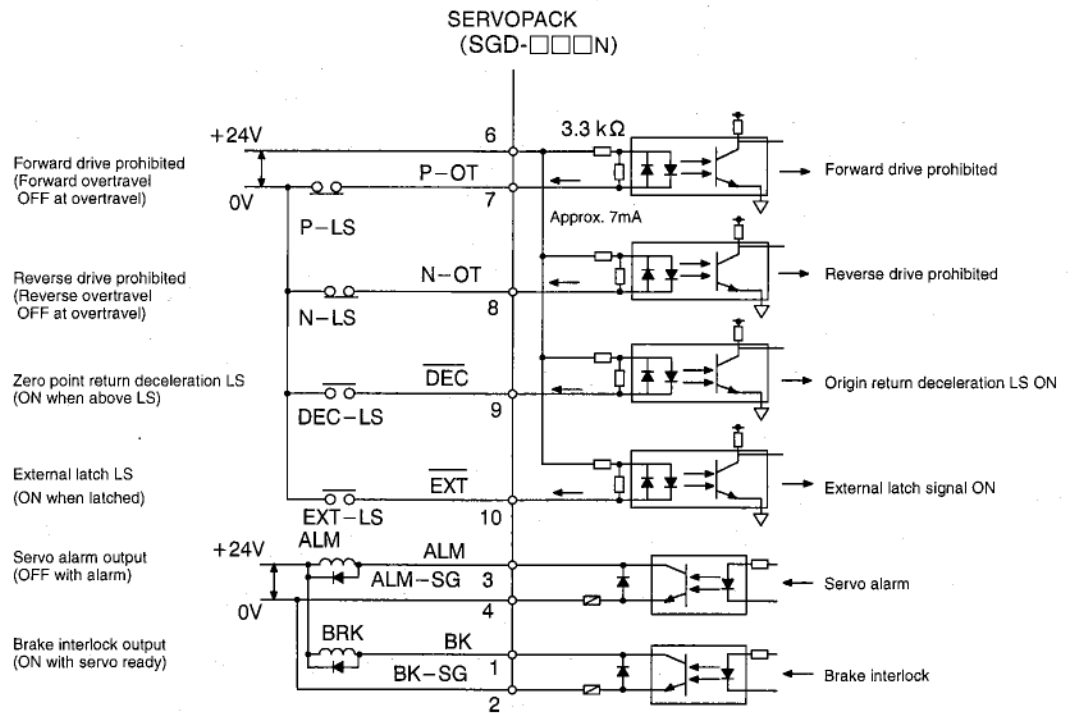 SERVOPACK
(SGD-□□□N)
+24V
6
3.3 kΩ
Forward drive prohibited
(Forward overtravel
OFF at overtravel)
0V
P-LS
P-OT
7
Approx. 7mA
Forward drive prohibited
Reverse drive prohibited
(Reverse overtravel
OFF at overtravel)
N-LS
N-OT
8
Reverse drive prohibited
Zero point return deceleration LS
(ON when above LS)
DEC-LS
DEC
9
Origin return deceleration LS ON
External latch LS
(ON when latched)
EXT-LS
EXT
10
External latch signal ON
Servo alarm output
(OFF with alarm)
+24V
0V
ALM
ALM
ALM-SG
3
4
Servo alarm
Brake interlock output
(ON with servo ready)
BRK
BK
BK-SG
1
2
Brake interlock